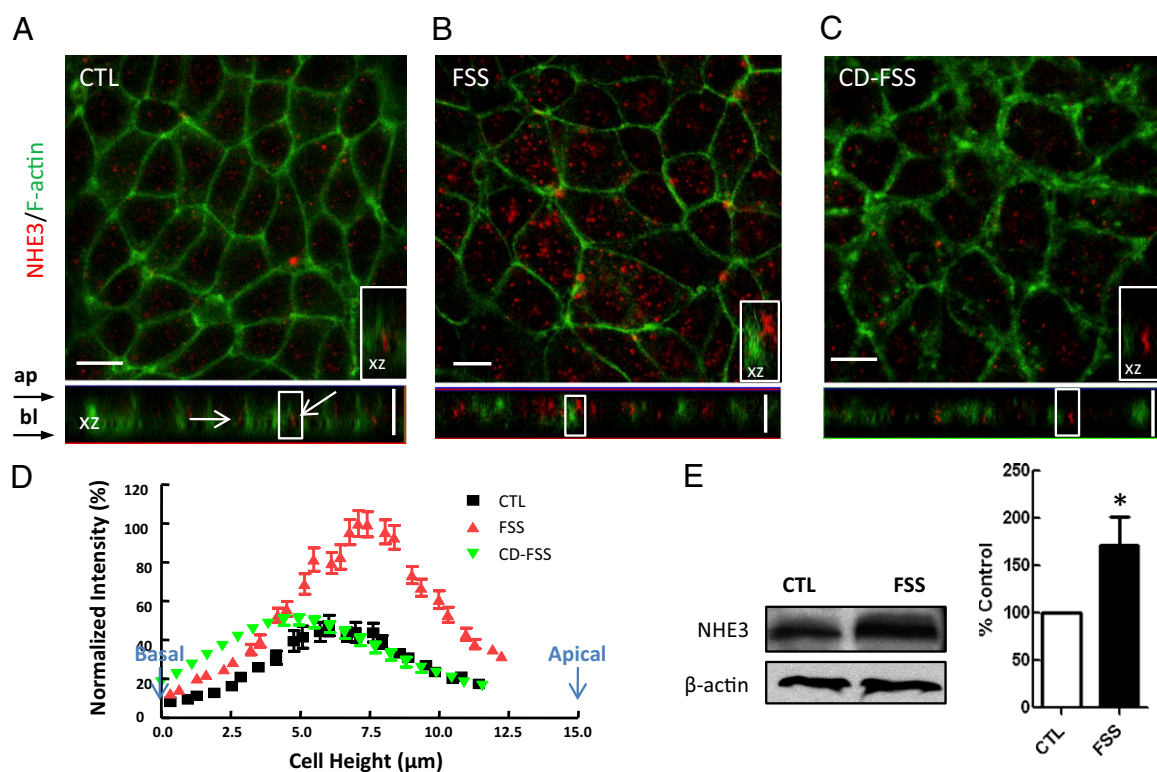 A
B
C
CTL
FSS
CD-FSS
NHE3/F-actin
xz
xz
xz
ap
bl
xz
D
E
Normalized Intensity (%)
120
100
80
60
40
20
0
CTL
FSS
CD-FSS
Basal
Apical
0.0 2.5 5.0 7.5 10.0 12.5 15.0
Cell Height (μm)
CTL FSS
NHE3
β-actin
% Control
250
200
150
100
50
0
*
CTL
FSS